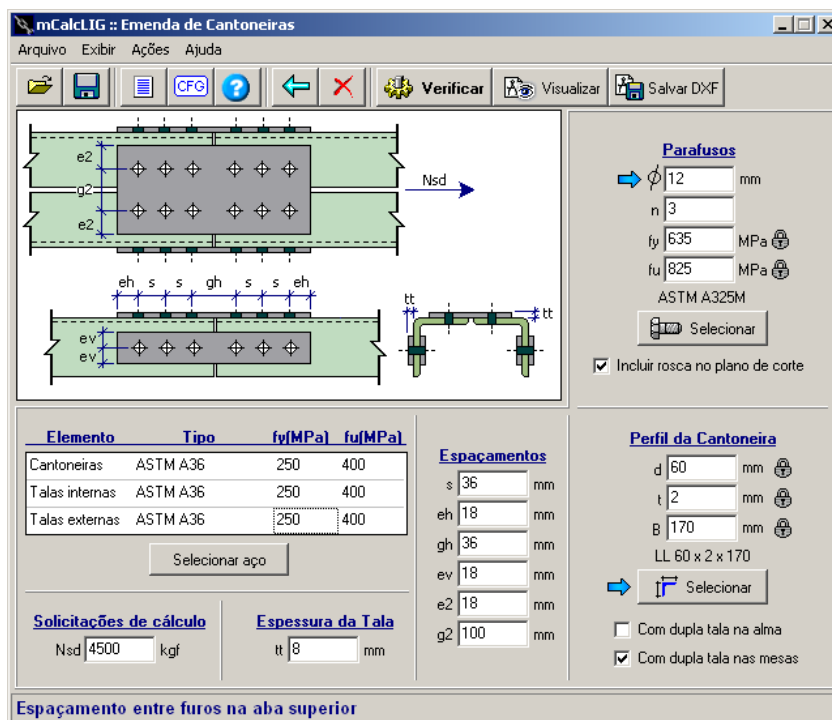 mCalcLIG :: Emenda de Cantoneiras
Arquivo Exibir Ações Ajuda
CFG ? Verificar Visualizar Salvar DXF
e2
g2
e2
Nsd
eh s s gh s s eh
ev
ev
tt
tt
Parafusos
ϕ 12 mm
n 3
fy 635 MPa
fu 825 MPa
ASTM A325M
Selecionar
Incluir rosca no plano de corte
Elemento Tipo fy(MPa) fu(MPa)
Cantoneiras ASTM A36 250 400
Talas internas ASTM A36 250 400
Talas externas ASTM A36 250 400
Selecionar aço
Solicitações de cálculo
Nsd 4500 kgf
Espessura da Tala
tt 8 mm
Espaçamentos
s 36 mm
eh 18 mm
gh 36 mm
ev 18 mm
e2 18 mm
g2 100 mm
Perfil da Cantoneira
d 60 mm
t 2 mm
B 170 mm
LL 60 x 2 x 170
Selecionar
Com dupla tala na alma
Com dupla tala nas mesas
Espaçamento entre furos na aba superior